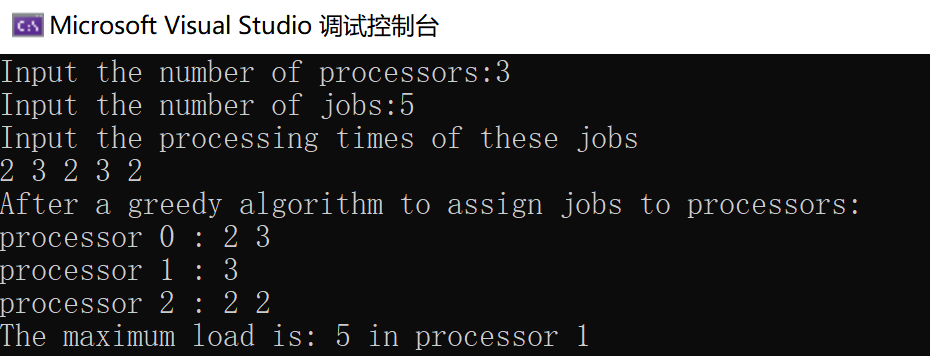 C:\ Microsoft Visual Studio 调试控制台
Input the number of processors:3
Input the number of jobs:5
Input the processing times of these jobs
2 3 2 3 2
After a greedy algorithm to assign jobs to processors:
processor 0 : 2 3
processor 1 : 3
processor 2 : 2 2
The maximum load is: 5 in processor 1